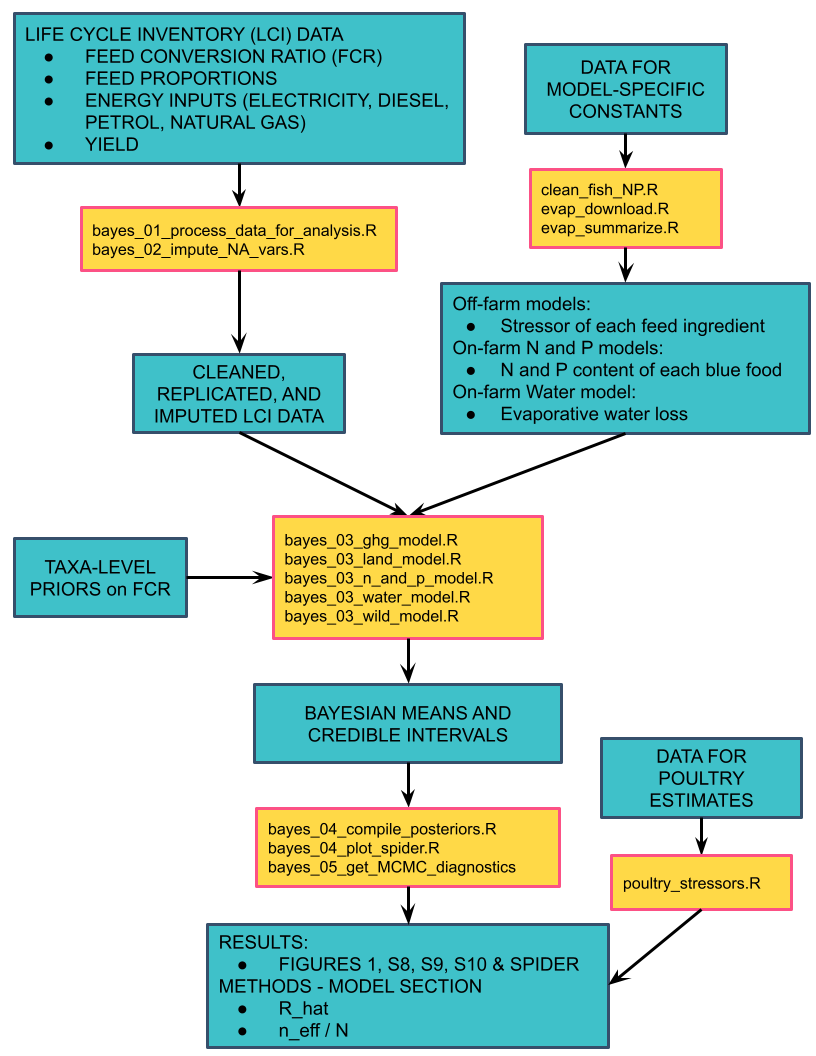 LIFE CYCLE INVENTORY (LCI) DATA
● FEED CONVERSION RATIO (FCR)
● FEED PROPORTIONS
● ENERGY INPUTS (ELECTRICITY, DIESEL,
PETROL, NATURAL GAS)
● YIELD
DATA FOR
MODEL-SPECIFIC
CONSTANTS
bayes_01_process_data_for_analysis.R
bayes_02_impute_NA_vars.R
clean_fish_NP.R
evap_download.R
evap_summarize.R
CLEANED,
REPLICATED, AND
IMPUTED LCI DATA
Off-farm models:
● Stressor of each feed ingredient
On-farm N and P models:
● N and P content of each blue food
On-farm Water model:
● Evaporative water loss
TAXA-LEVEL
PRIORS on FCR
bayes_03_ghg_model.R
bayes_03_land_model.R
bayes_03_n_and_p_model.R
bayes_03_water_model.R
bayes_03_wild_model.R
BAYESIAN MEANS AND
CREDIBLE INTERVALS
DATA FOR
POULTRY
ESTIMATES
bayes_04_compile_posteriors.R
bayes_04_plot_spider.R
bayes_05_get_MCMC_diagnostics
poultry_stressors.R
RESULTS:
● FIGURES 1, S8, S9, S10 & SPIDER
METHODS - MODEL SECTION
● R_hat
● n_eff / N